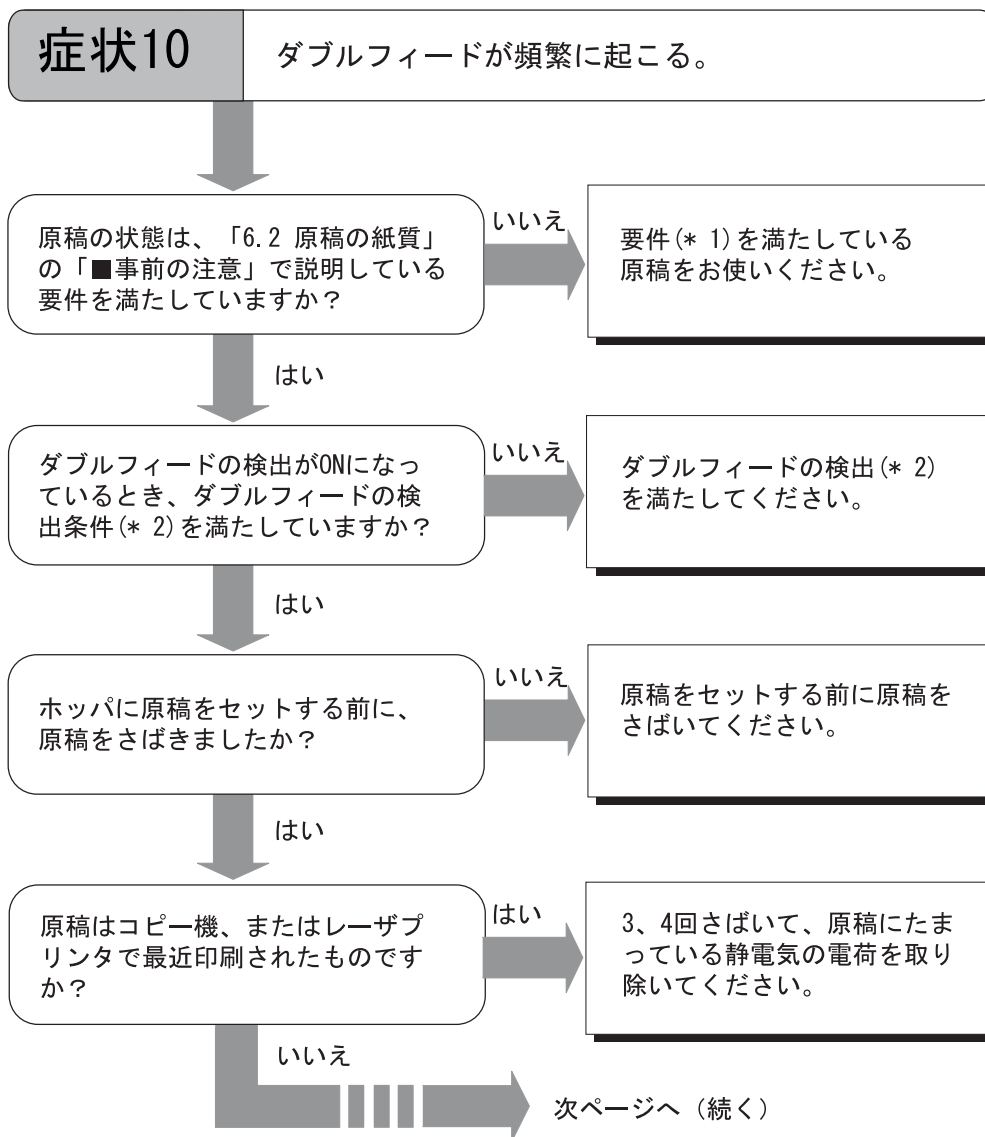 症状10
ダブルフィードが頻繁に起こる。
原稿の状態は、「6.2 原稿の紙質」
の「■事前の注意」で説明している
要件を満たしていますか？
いいえ
要件(* 1)を満たしている
原稿をお使いください。
はい
ダブルフィードの検出がONになっ
ているとき、ダブルフィードの検
出条件(* 2)を満たしていますか？
いいえ
ダブルフィードの検出(* 2)
を満たしてください。
はい
ホッパに原稿をセットする前に、
原稿をさばきましたか？
いいえ
原稿をセットする前に原稿を
さばいてください。
はい
原稿はコピー機、またはレーザプ
リンタで最近印刷されたものです
か？
はい
3、4回さばいて、原稿にたま
っている静電気の電荷を取り
除いてください。
いいえ
次ページへ（続く）